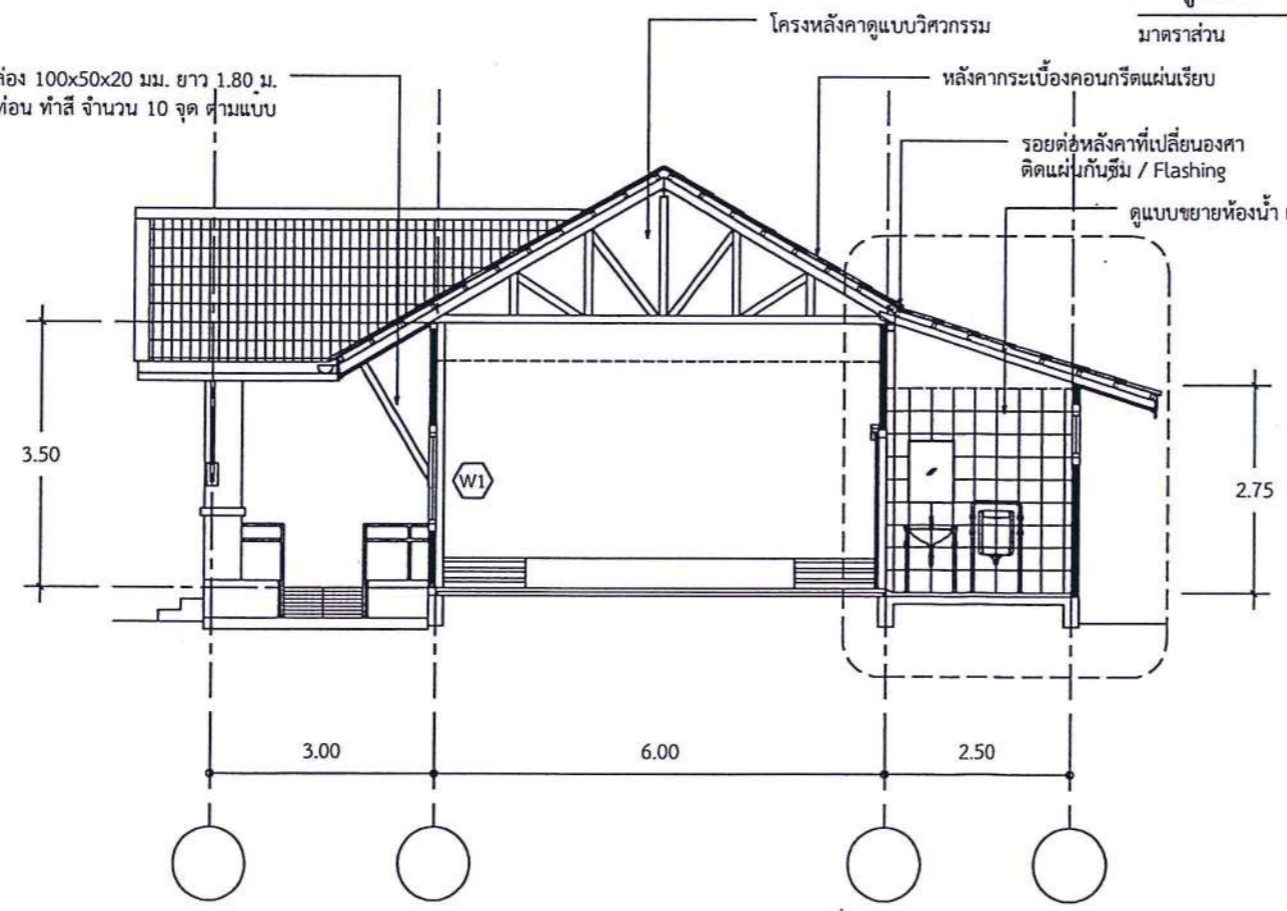 โครงหลังคาดูแบบวิศวกรรม
มาตราส่วน
100x50x20 มม. ยาว 1.80 ม.
ทำสี จำนวน 10 จุด ตามแบบ
หลังคากระเบื้องคอนกรีตแผ่นเรียบ
รอยต่อหลังคาที่เปลี่ยนองศา
ติดแผ่นกันซึม / Flashing
ดูแบบขยายห้องน้ำ
3.50
W1
2.75
3.00
6.00
2.50